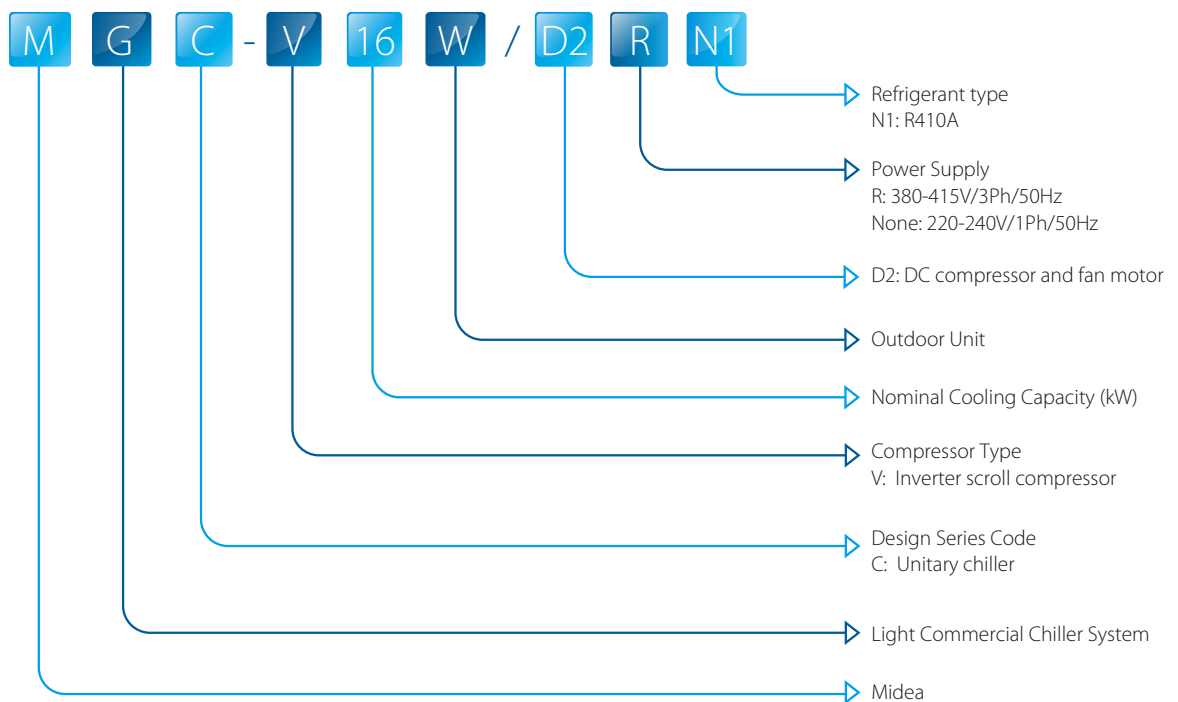 M G C - V 16 W / D2 R N1
Refrigerant type
N1: R410A
Power Supply
R: 380-415V/3Ph/50Hz
None: 220-240V/1Ph/50Hz
D2: DC compressor and fan motor
Outdoor Unit
Nominal Cooling Capacity (kW)
Compressor Type
V: Inverter scroll compressor
Design Series Code
C: Unitary chiller
Light Commercial Chiller System
Midea